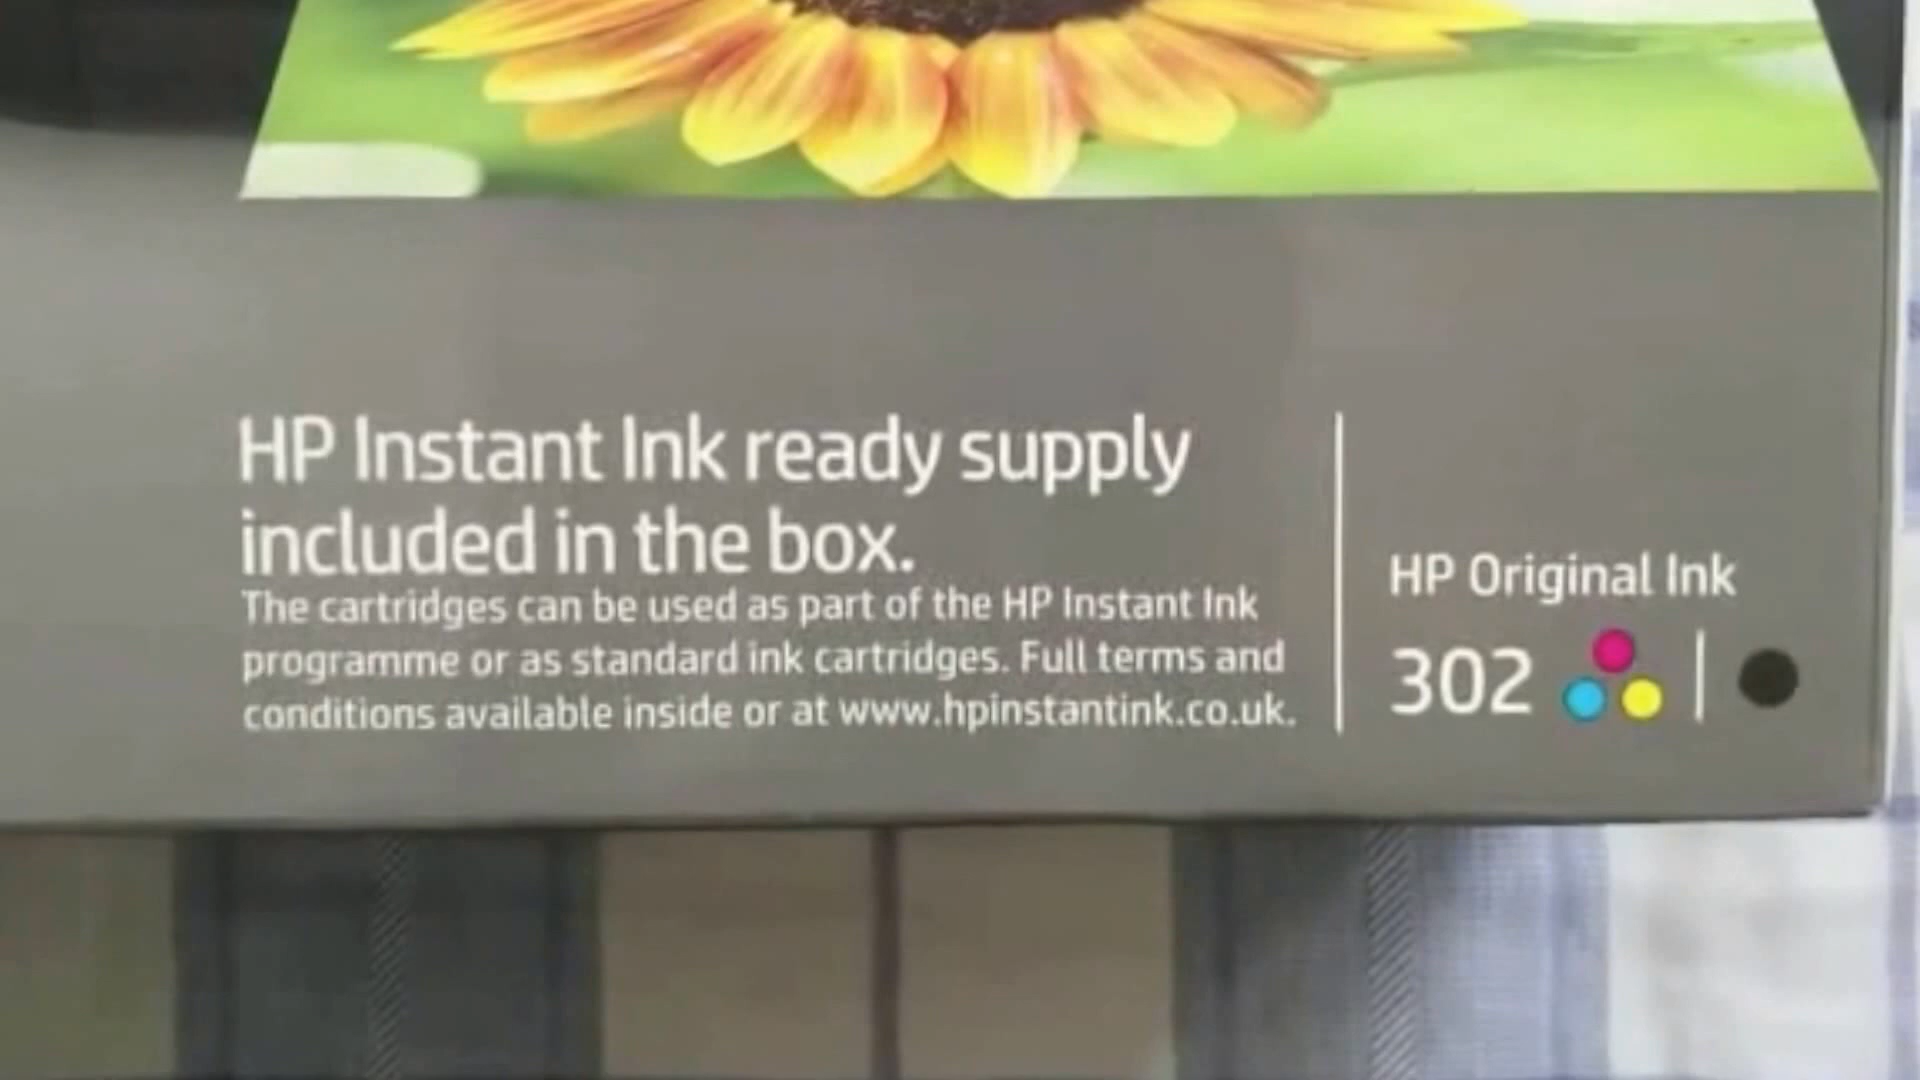 HP Instant Ink ready supply
included in the box.
The cartridges can be used as part of the HP Instant Ink
programme or as standard ink cartridges. Full terms and
conditions available inside or at www.hpinstantink.co.uk.
HP Original Ink
302